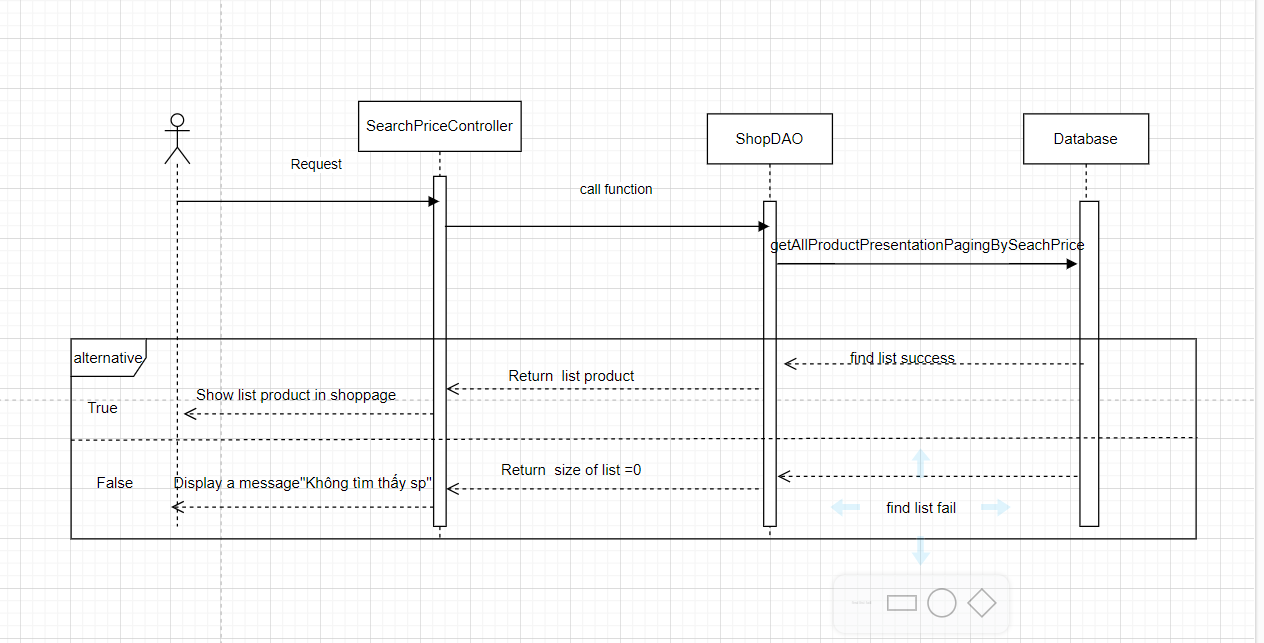 SearchPriceController
ShopDAO
Database
Request
call function
getAllProductPresentationPagingBySeachPrice
alternative
find list success
Return  list product
Show list product in shoppage
True
Return  size of list =0
False
Display a message"Không tìm thấy sp"
find list fail